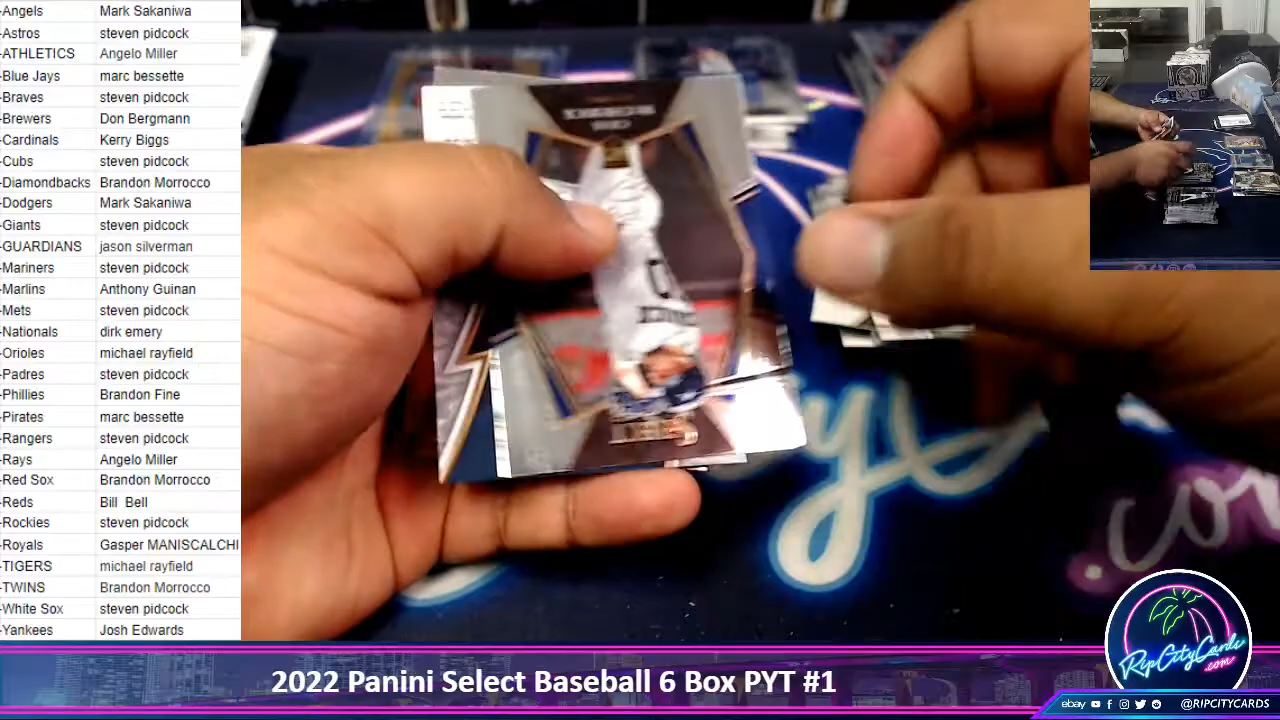 -Angels Mark Sakaniwa
-Astros steven pidcock
-ATHLETICS Angelo Miller
-Blue Jays marc bessette
-Braves steven pidcock
-Brewers Don Bergmann
-Cardinals Kerry Biggs
-Cubs steven pidcock
-Diamondbacks Brandon Morrocco
-Dodgers Mark Sakaniwa
-Giants steven pidcock
-GUARDIANS jason silverman
-Mariners steven pidcock
-Marlins Anthony Guinan
-Mets steven pidcock
-Nationals dirk emery
-Orioles michael rayfield
-Padres steven pidcock
-Phillies Brandon Fine
-Pirates marc bessette
-Rangers steven pidcock
-Rays Angelo Miller
-Red Sox Brandon Morrocco
-Reds Bill Bell
-Rockies steven pidcock
-Royals Gasper MANISCALCHI
-TIGERS michael rayfield
-TWINS Brandon Morrocco
-White Sox steven pidcock
-Yankees Josh Edwards
2022 Panini Select Baseball 6 Box PYT #1
RipCityCards
.com
ebay @RIPCITYCARDS